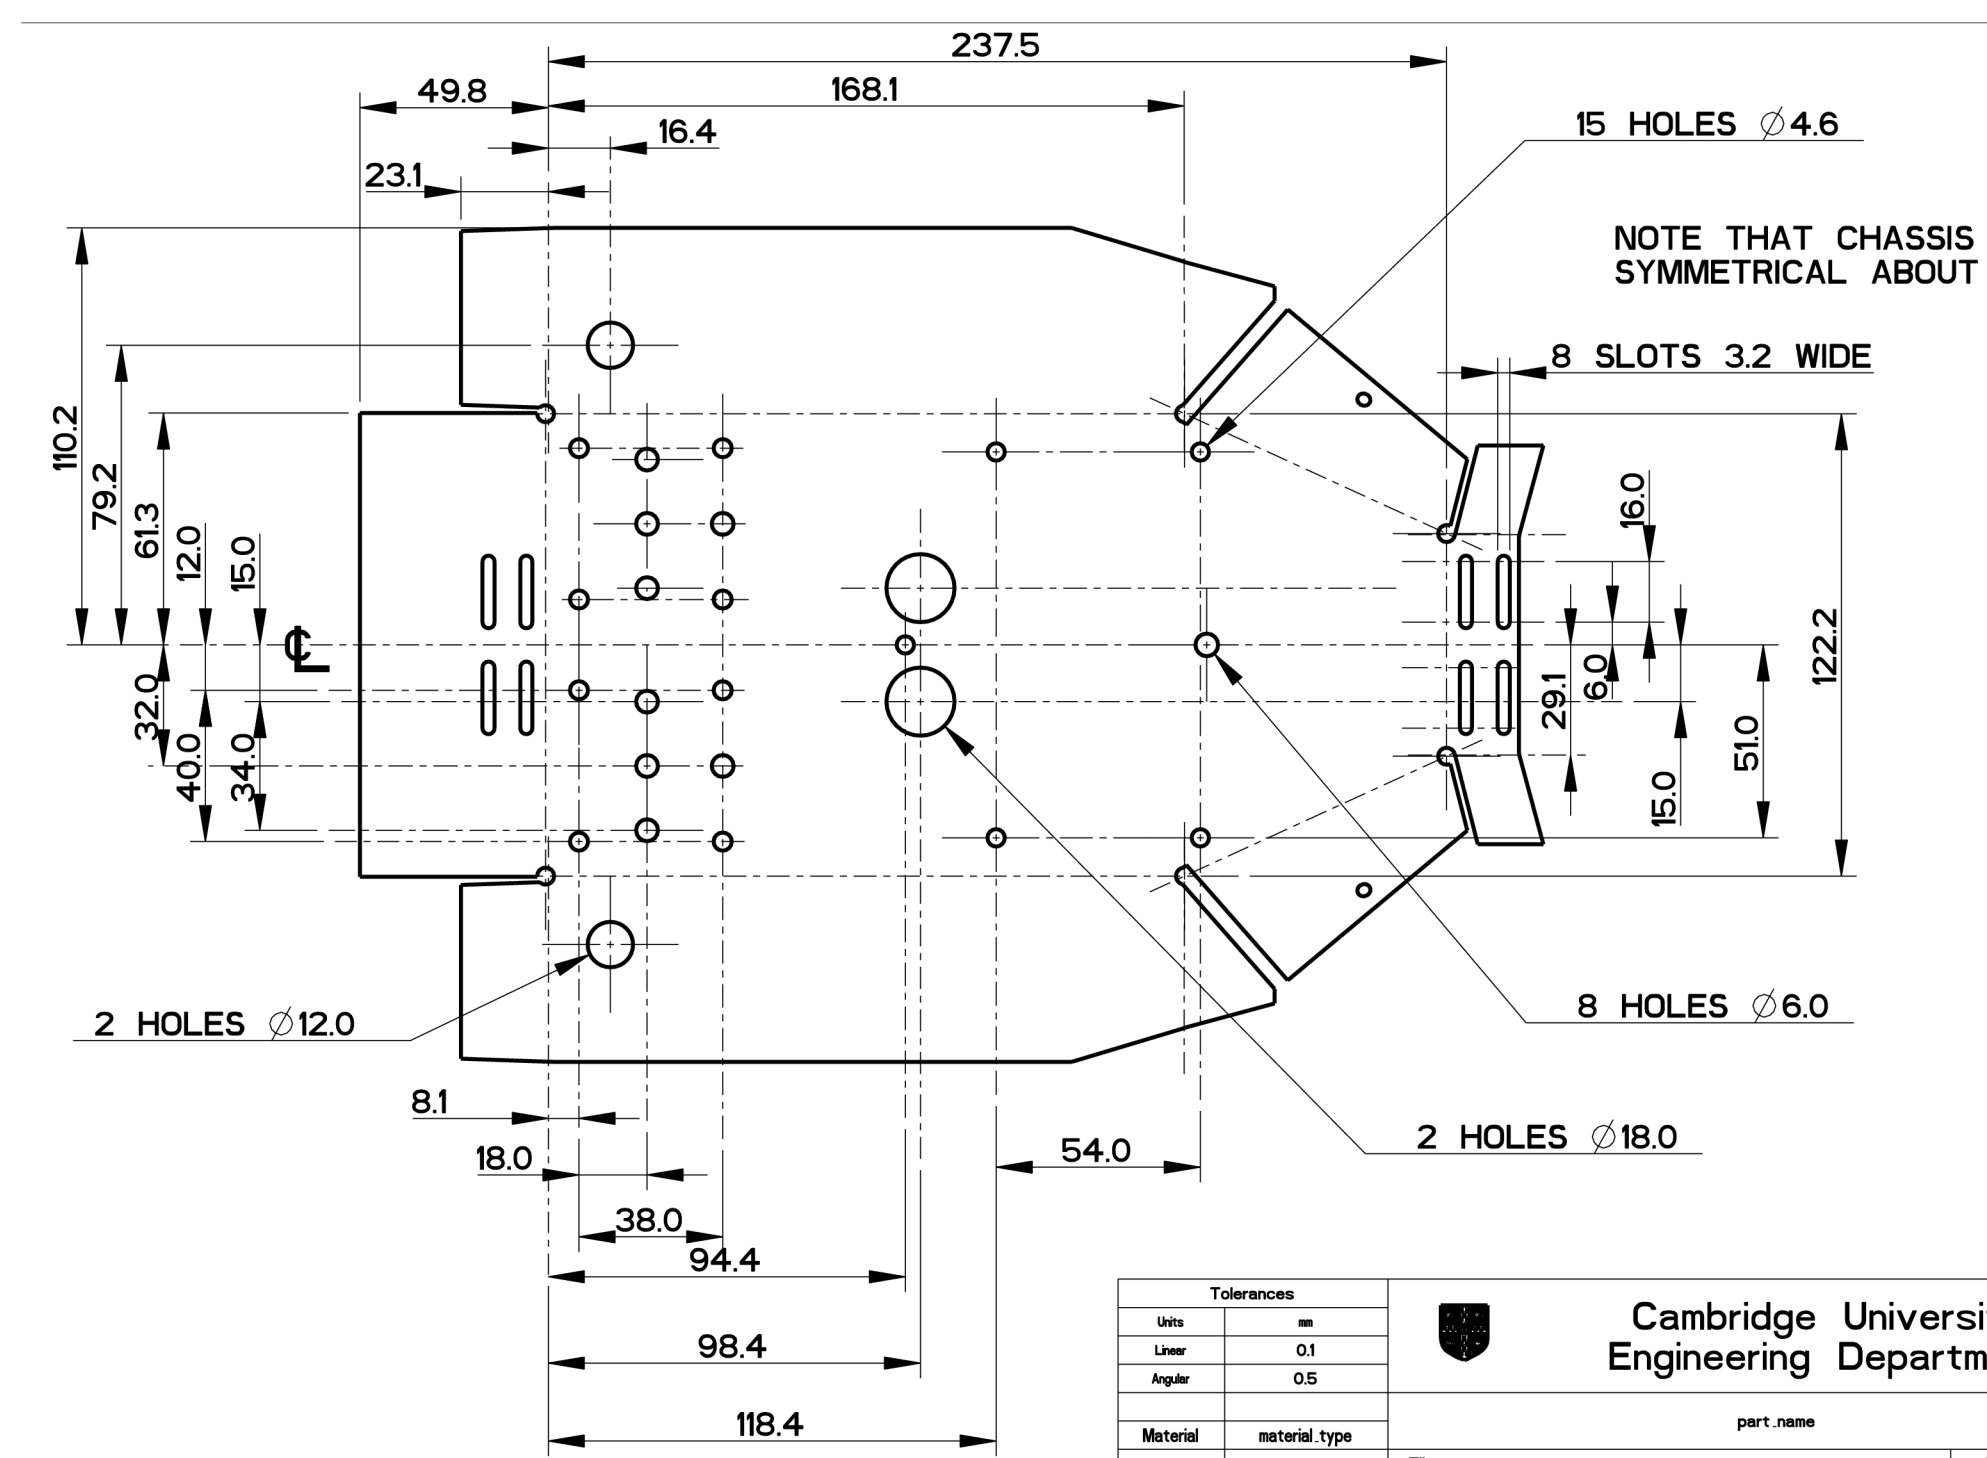 237.5
49.8
168.1
16.4
15 HOLES ∅4.6
23.1
NOTE THAT CHASSIS
SYMMETRICAL ABOUT
8 SLOTS 3.2 WIDE
110.2
79.2
61.3
12.0
15.0
16.0
122.2
℄
32.0
40.0
34.0
29.1
6.0
51.0
15.0
2 HOLES ∅12.0
8 HOLES ∅6.0
8.1
18.0
54.0
2 HOLES ∅18.0
38.0
94.4
98.4
118.4
Tolerances
Units mm
Linear 0.1
Angular 0.5
Material material_type
Cambridge Universi
Engineering Departm
part_name